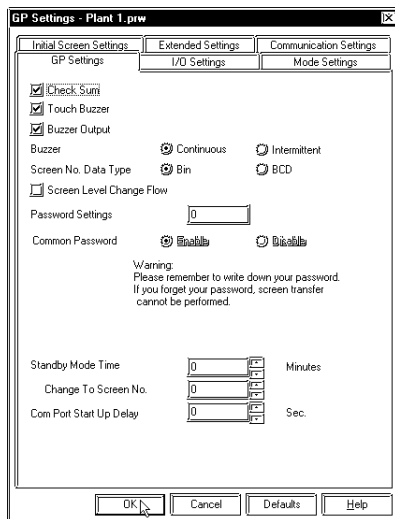 GP Settings - Plant 1.prw
Initial Screen Settings Extended Settings Communication Settings
GP Settings I/O Settings Mode Settings
Check Sum
Touch Buzzer
Buzzer Output
Buzzer Continuous Intermittent
Screen No. Data Type Bin BCD
Screen Level Change Flow
Password Settings 0
Common Password Enable Disable
Warning:
Please remember to write down your password.
If you forget your password, screen transfer
cannot be performed.
Standby Mode Time 0 Minutes
Change To Screen No. 0
Com Port Start Up Delay 0 Sec.
OK Cancel Defaults Help